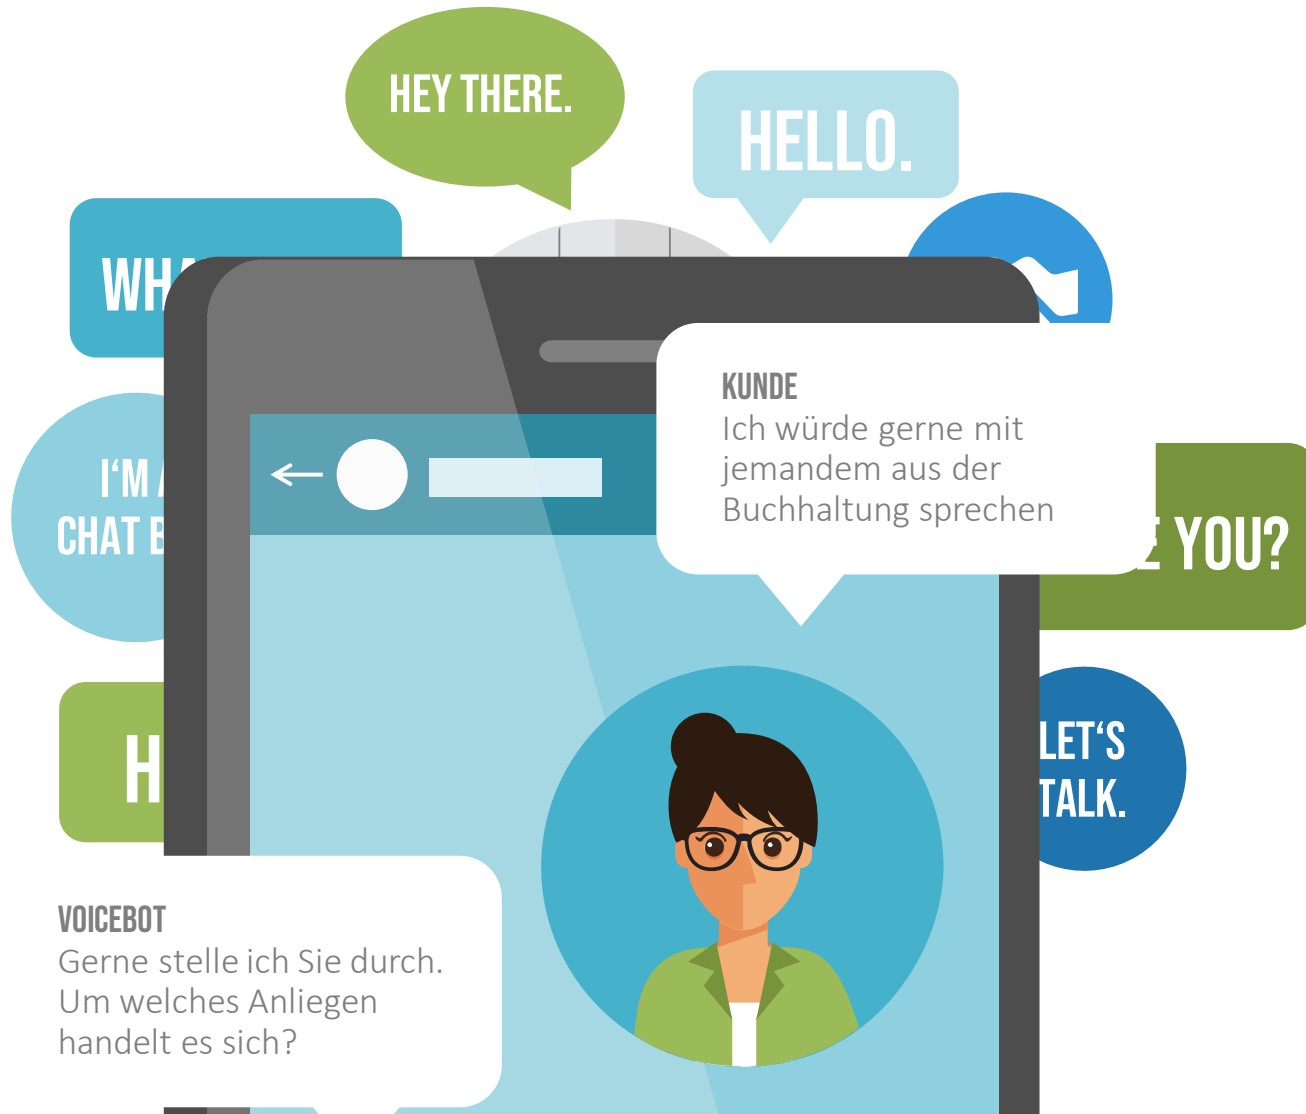 HEY THERE.
HELLO.
KUNDE
Ich würde gerne mit
jemandem aus der
Buchhaltung sprechen
I‘M
CHAT
YOU?
LET‘S
TALK.
VOICEBOT
Gerne stelle ich Sie durch.
Um welches Anliegen
handelt es sich?